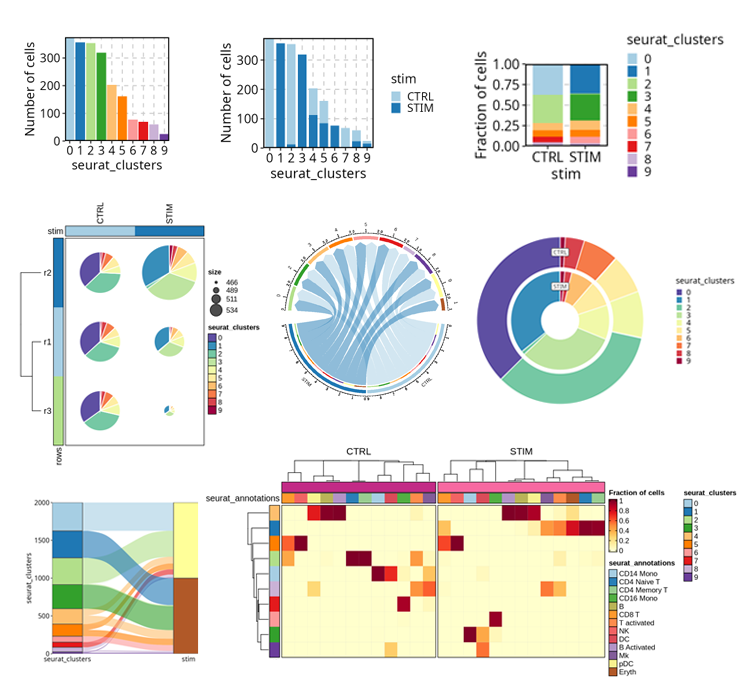 Number of cells
300
200
100
0
0 1 2 3 4 5 6 7 8 9
seurat_clusters
Number of cells
300
200
100
0
0 1 2 3 4 5 6 7 8 9
seurat_clusters
stim
CTRL
STIM
Fraction of cells
1.00
0.75
0.50
0.25
0.00
CTRL STIM
stim
seurat_clusters
0
1
2
3
4
5
6
7
8
9
CTRL
STIM
stim
r2
r1
r3
rows
size
466
489
511
534
seurat_clusters
0
1
2
3
4
5
6
7
8
9
STIM
CTRL
CTRL
STIM
seurat_clusters
0
1
2
3
4
5
6
7
8
9
seurat_clusters
2000
1500
1000
500
0
seurat_clusters
stim
CTRL
STIM
seurat_annotations
Fraction of cells
1
0.8
0.6
0.4
0.2
0
seurat_annotations
CD14 Mono
CD4 Naive T
CD4 Memory T
CD16 Mono
B
CD8 T
T activated
NK
DC
B Activated
Mk
pDC
Eryth
seurat_clusters
0
1
2
3
4
5
6
7
8
9